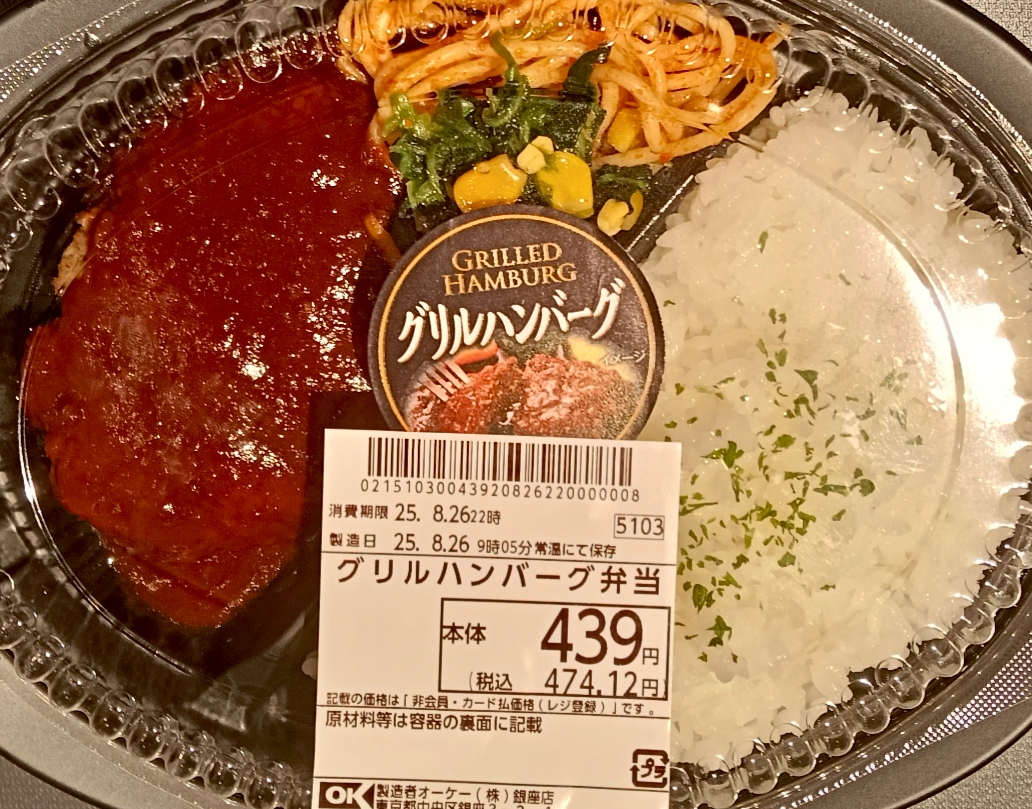 GRILLED
HAMBURG
グリルハンバーグ
イメージ
02151030043920826220000008
消費期限 25. 8.26 22時
5103
製造日 25. 8.26 9時05分 常温にて保存
グリルハンバーグ弁当
本体 439円
(税込 474.12円)
記載の価格は「非会員・カード払価格(レジ登録)」です。
原材料等は容器の裏面に記載
プラ
OK 製造者オーケー(株)銀座店
東京都中央区銀座